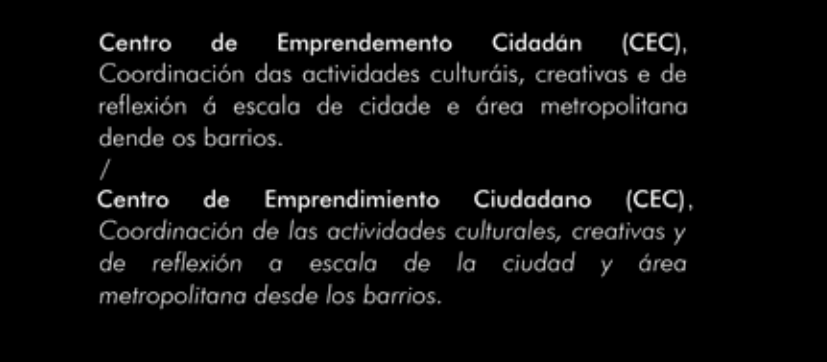 Centro de Emprendemento Cidadán (CEC),
Coordinación das actividades culturáis, creativas e de
reflexión á escala de cidade e área metropolitana
dende os barrios.
/
Centro de Emprendimiento Ciudadano (CEC),
Coordinación de las actividades culturales, creativas y
de reflexión a escala de la ciudad y área
metropolitana desde los barrios.